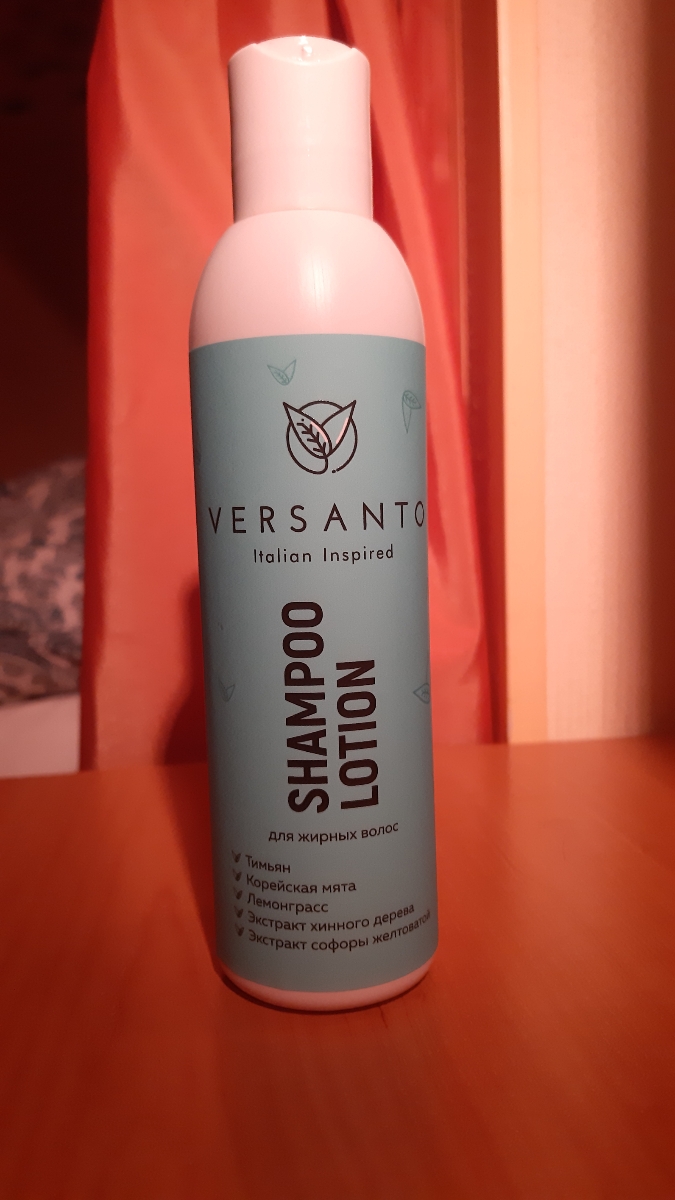 VERSANTO
Italian Inspired
SHAMPOO
LOTION
для жирных волос
Тимьян
Корейская мята
Лемонграсс
Экстракт хинного дерева
Экстракт софоры желтоватой